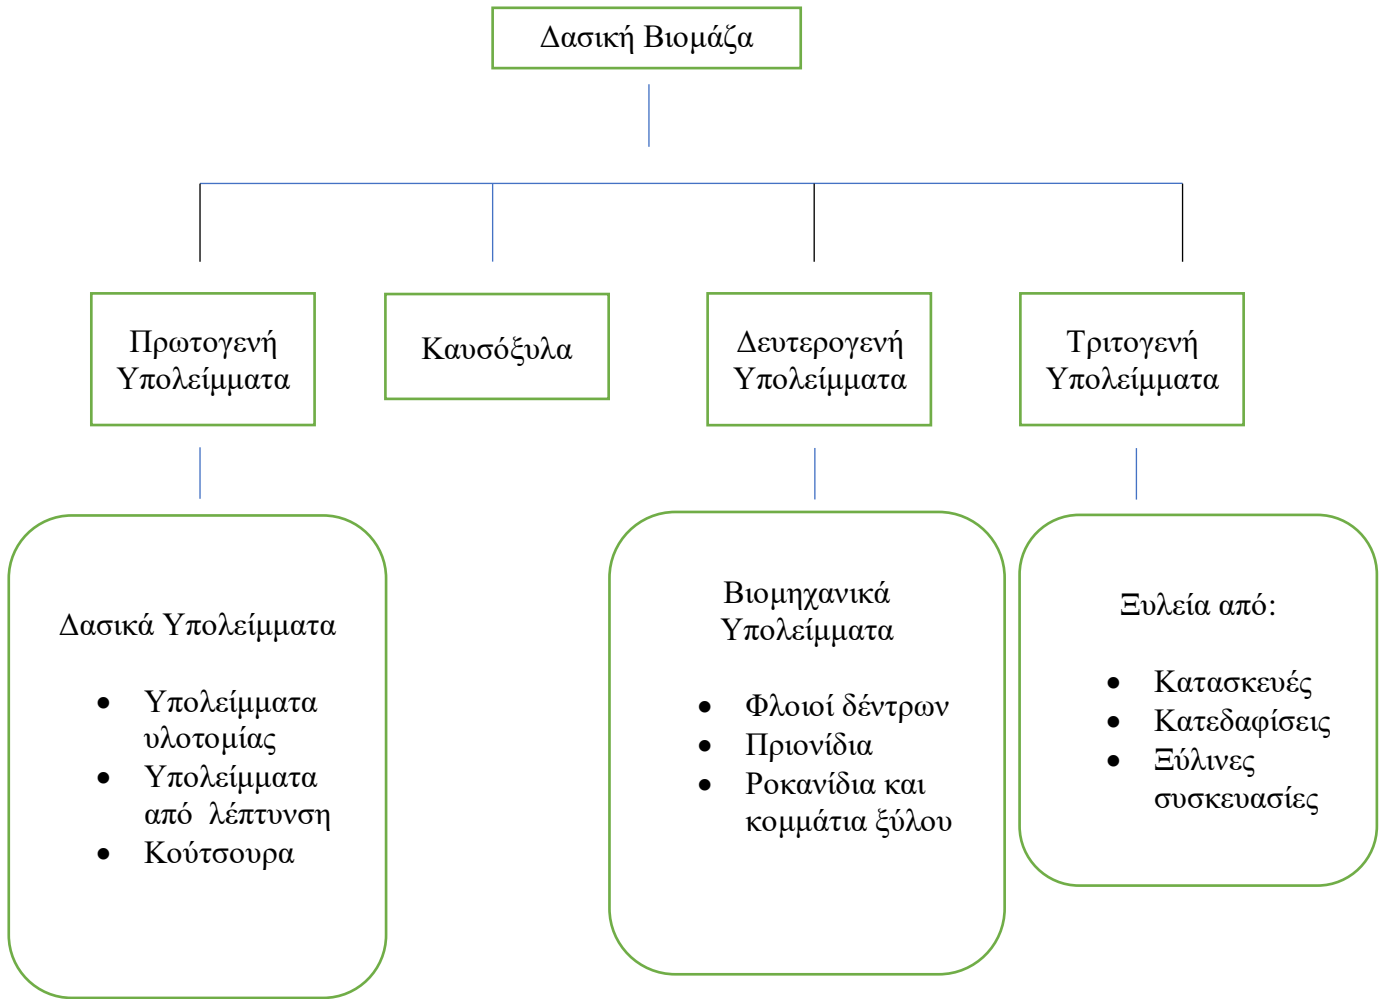 Δασική Βιομάζα
Πρωτογενή
Υπολείμματα
Καυσόξυλα
Δευτερογενή
Υπολείμματα
Τριτογενή
Υπολείμματα
Δασικά Υπολείμματα
• Υπολείμματα
υλοτομίας
• Υπολείμματα
από λέπτυνση
• Κούτσουρα
Βιομηχανικά
Υπολείμματα
• Φλοιοί δέντρων
• Πριονίδια
• Ροκανίδια και
κομμάτια ξύλου
Ξυλεία από:
• Κατασκευές
• Κατεδαφίσεις
• Ξύλινες
συσκευασίες